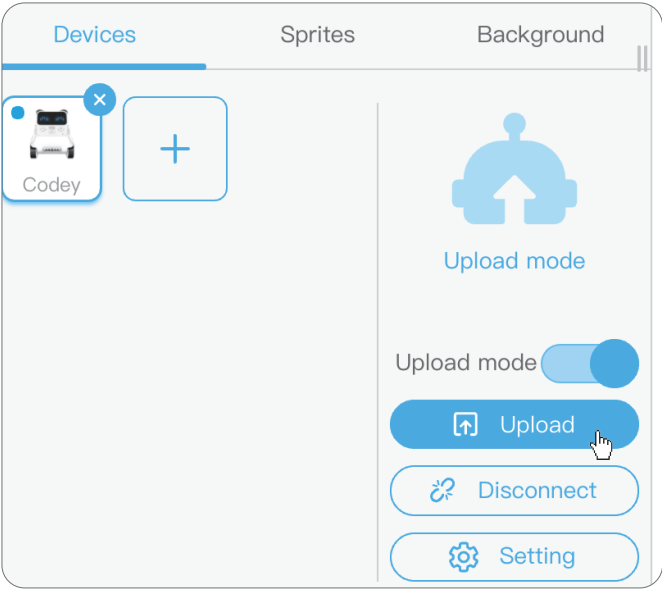 Devices Sprites Background
Codey
Upload mode
Upload mode
Upload
Disconnect
Setting